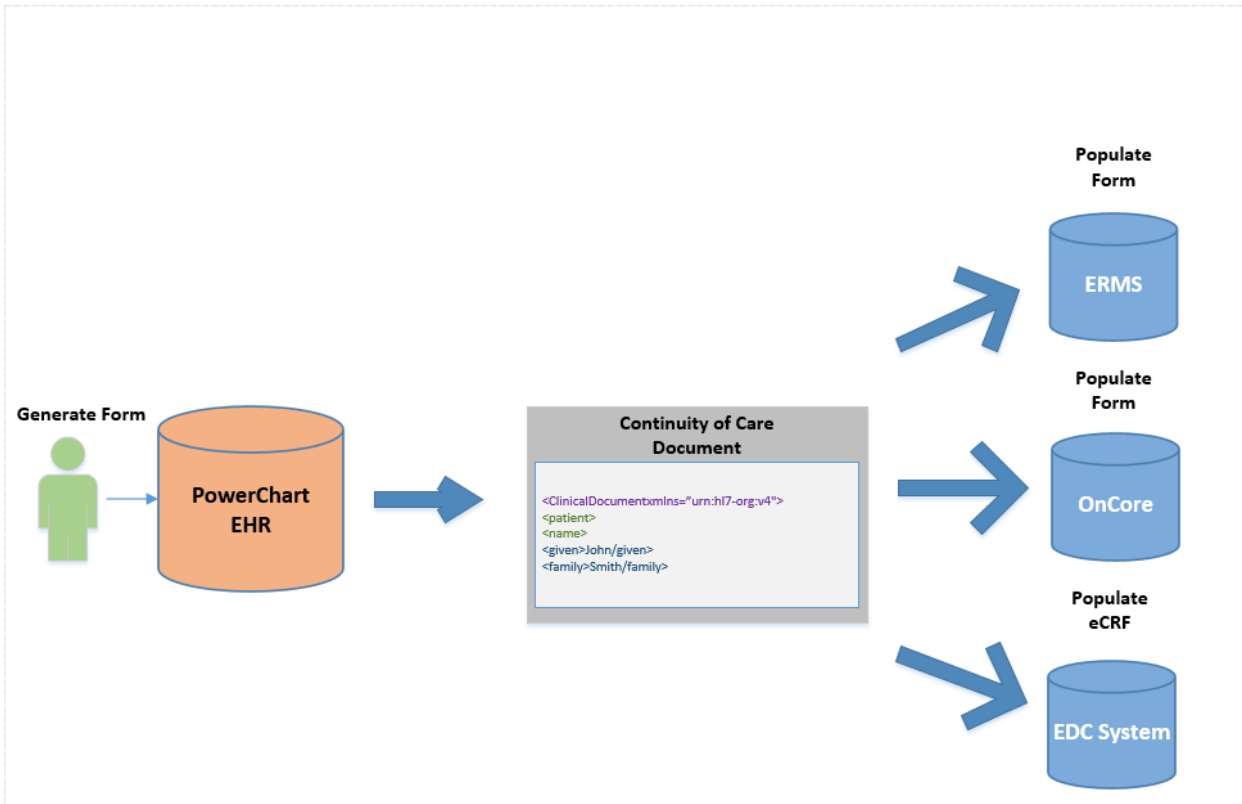 Generate Form
PowerChart
EHR
Continuity of Care
Document
<ClinicalDocumentxmlns="urn:hl7-org:v4">
<patient>
<name>
<given>John/given>
<family>Smith/family>
Populate
Form
ERMS
Populate
Form
OnCore
Populate
eCRF
EDC System